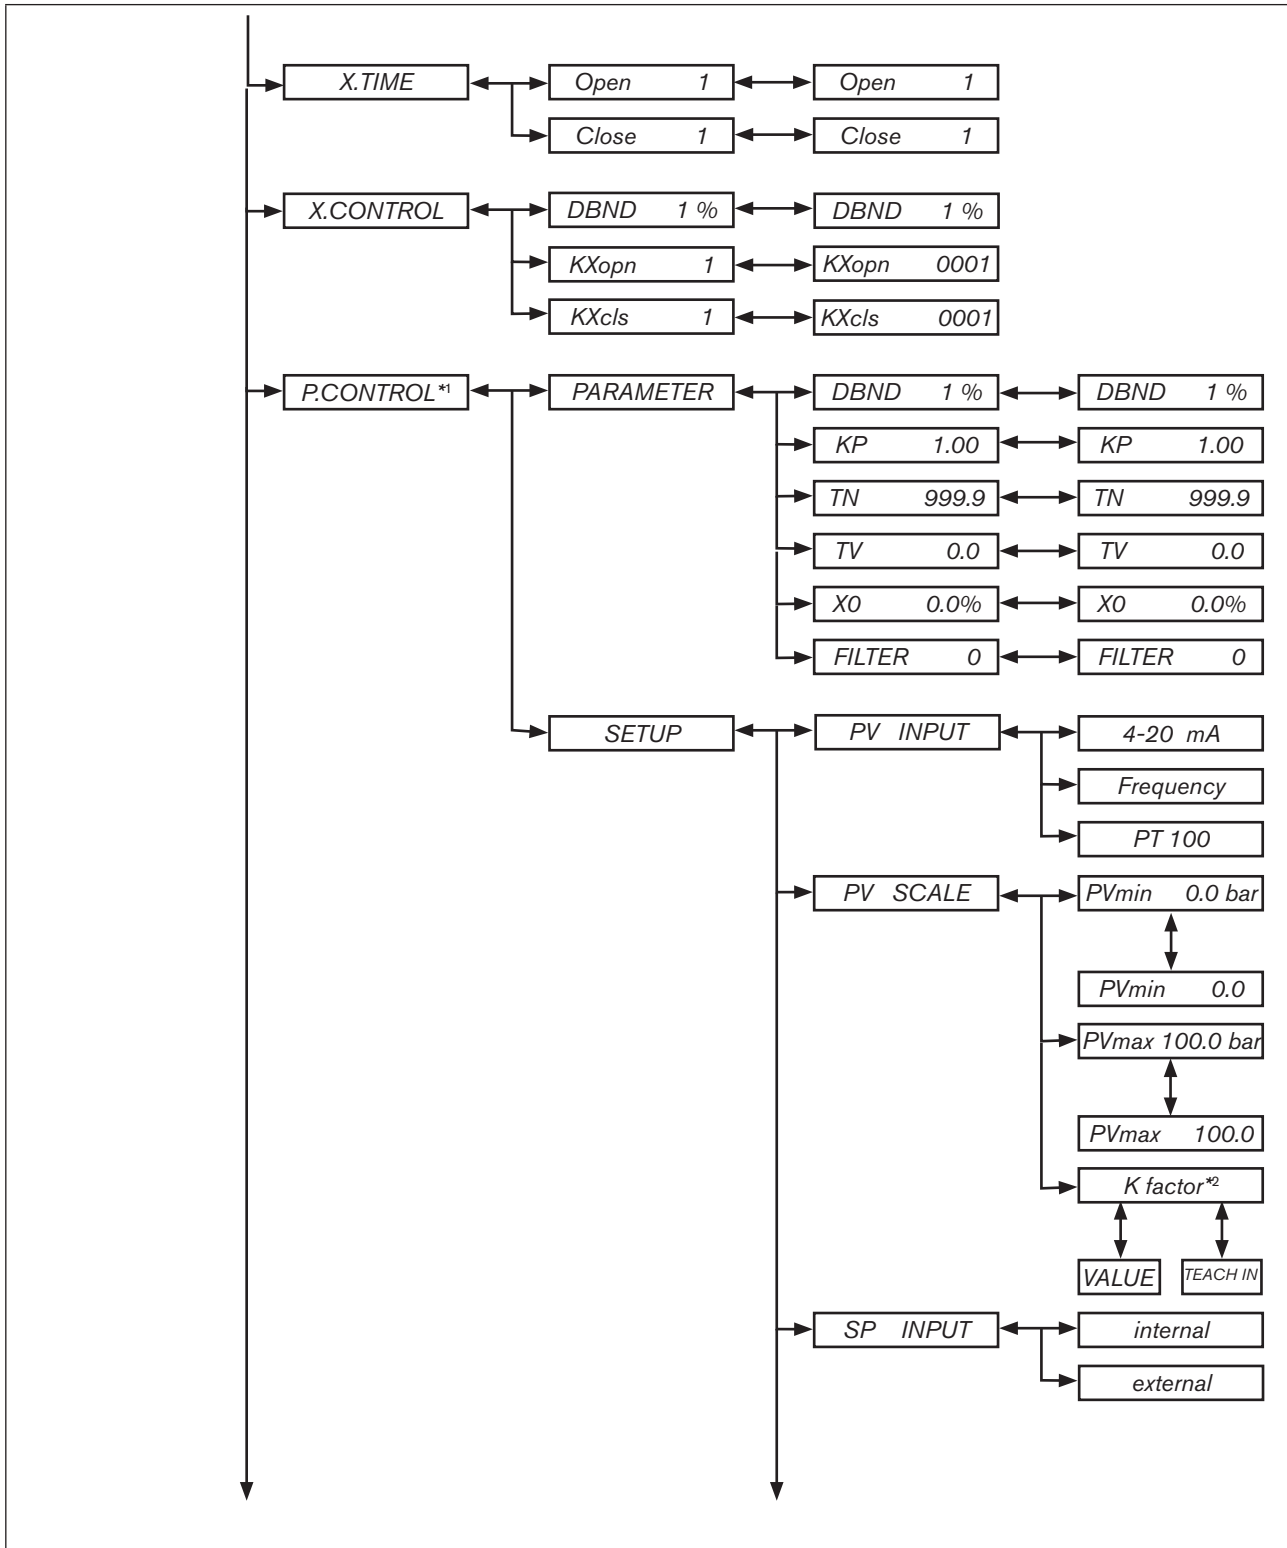 X.TIME Open 1 Open 1
Close 1 Close 1
X.CONTROL DBND 1 % DBND 1 %
KXopn 1 KXopn 0001
KXcls 1 KXcls 0001
P.CONTROL*1 PARAMETER DBND 1 % DBND 1 %
KP 1.00 KP 1.00
TN 999.9 TN 999.9
TV 0.0 TV 0.0
X0 0.0% X0 0.0%
FILTER 0 FILTER 0
SETUP PV INPUT 4-20 mA
Frequency
PT 100
PV SCALE PVmin 0.0 bar
PVmin 0.0
PVmax 100.0 bar
PVmax 100.0
K factor*2
VALUE TEACH IN
SP INPUT internal
external